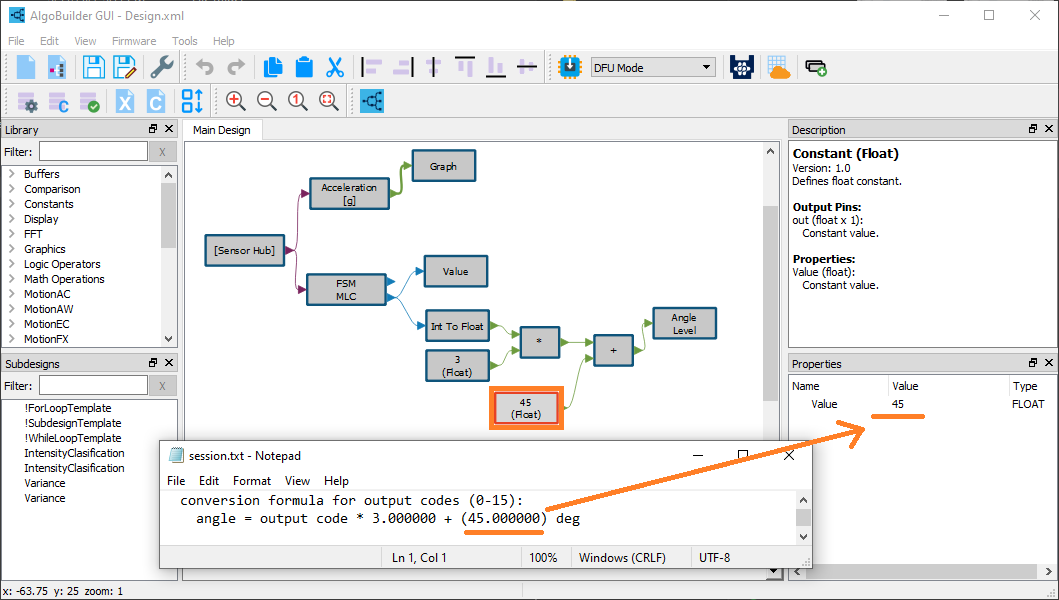 AlgoBuilder GUI - Design.xml
File Edit View Firmware Tools Help
DFU Mode
X C
Library
Filter: X
Buffers
Comparison
Constants
Display
FFT
Graphics
Logic Operators
Math Operations
MotionAC
MotionAW
MotionEC
MotionFX
Subdesigns
Filter: X
!ForLoopTemplate
!SubdesignTemplate
!WhileLoopTemplate
IntensityClasification
IntensityClasification
Variance
Variance
Main Design
Graph
Acceleration
[g]
[Sensor Hub]
FSM
MLC
Value
Int To Float
3
(Float)
*
+
Angle
Level
45
(Float)
Description
Constant (Float)
Version: 1.0
Defines float constant.
Output Pins:
out (float x 1):
Constant value.
Properties:
Value (float):
Constant value.
Properties
Name Value Type
Value 45 FLOAT
session.txt - Notepad
File Edit Format View Help
conversion formula for output codes (0-15):
angle = output code * 3.000000 + (45.000000) deg
Ln 1, Col 1 100% Windows (CRLF) UTF-8
x: -63.75 y: 25 zoom: 1